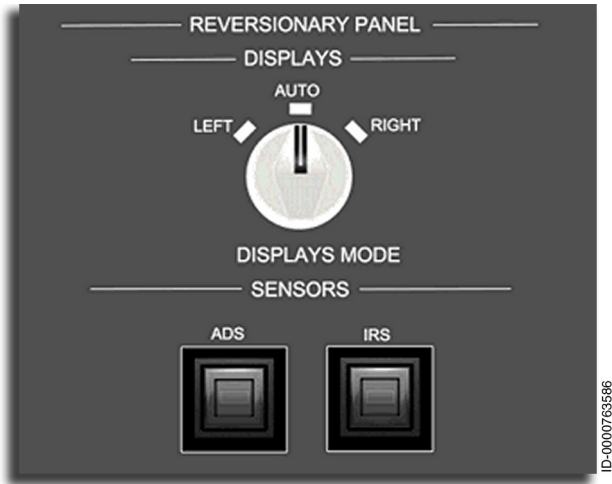 REVERSIONARY PANEL
DISPLAYS
AUTO
LEFT
RIGHT
DISPLAYS MODE
SENSORS
ADS
IRS
ID-0000763586